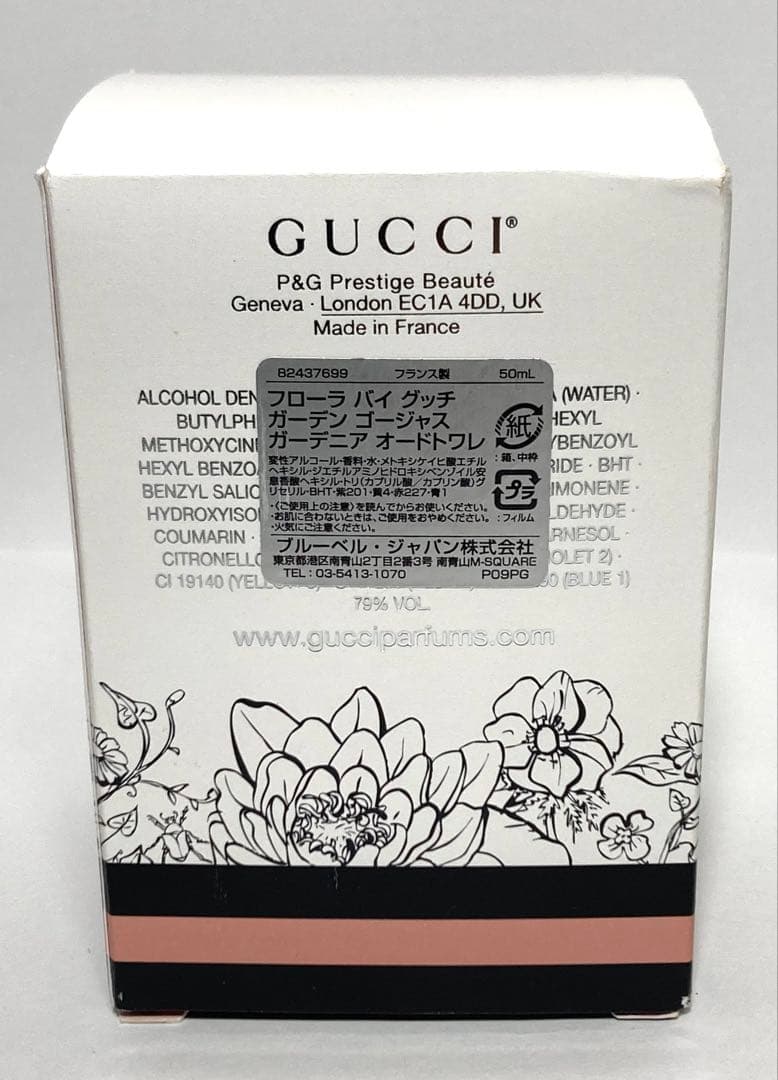 GUCCI®
P&G Prestige Beauté
Geneva · London EC1A 4DD, UK
Made in France
82437699 フランス製 50mL
フローラ バイ グッチ
ガーデン ゴージャス
ガーデニア オードトワレ
紙
:箱、中枠
変性アルコール・香料・水・メトキシケイヒ酸エチル
ヘキシル・ジエチルアミノヒドロキシベンゾイル安
息香酸ヘキシル・トリ(カプリル酸/カプリン酸)グ
リセリル・BHT・紫201・黄4・赤227・青1
プラ
:フィルム
・〈ご使用上の注意〉を読んでからお使いください。
・お肌に合わないときは、ご使用をおやめください。
・火気にご注意ください。
ブルーベル・ジャパン株式会社
東京都港区南青山2丁目2番3号 南青山M-SQUARE
TEL:03-5413-1070 P09PG
ALCOHOL DEN (WATER) ·
BUTYLPH HEXYL
METHOXYCINE YBENZOYL
HEXYL BENZOA RIDE · BHT ·
BENZYL SALIC IMONENE ·
HYDROXYISO LDEHYDE ·
COUMARIN · ARNESOL ·
CITRONELLO OLET 2) ·
CI 19140 (YELLO 90 (BLUE 1)
79% VOL.
www.gucciparfums.com